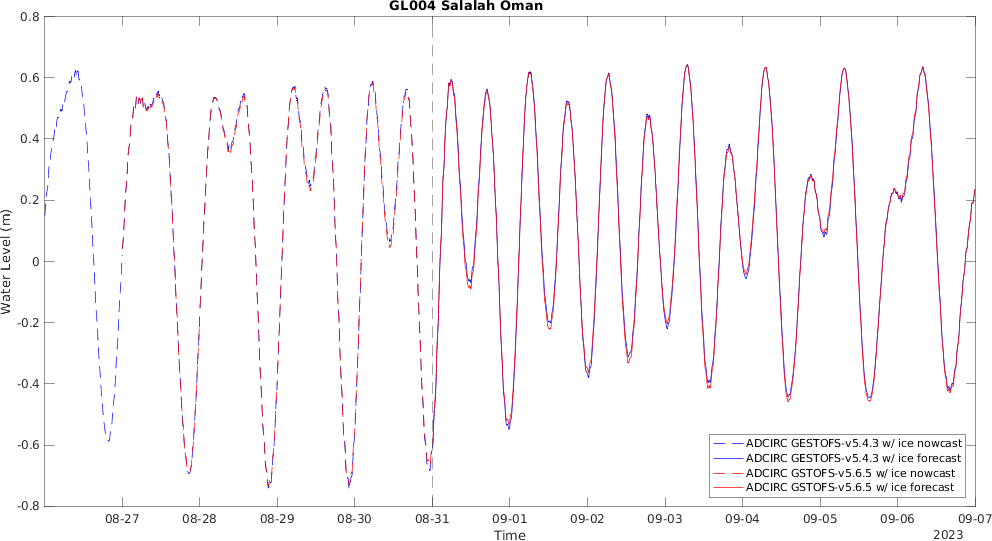 GL004 Salalah Oman
0.8
0.6
0.4
0.2
0
-0.2
-0.4
-0.6
-0.8
Water Level (m)
ADCIRC GESTOFS-v5.4.3 w/ ice nowcast
ADCIRC GESTOFS-v5.4.3 w/ ice forecast
ADCIRC GSTOFS-v5.6.5 w/ ice nowcast
ADCIRC GSTOFS-v5.6.5 w/ ice forecast
08-27 08-28 08-29 08-30 08-31 09-01 09-02 09-03 09-04 09-05 09-06 09-07
Time
2023